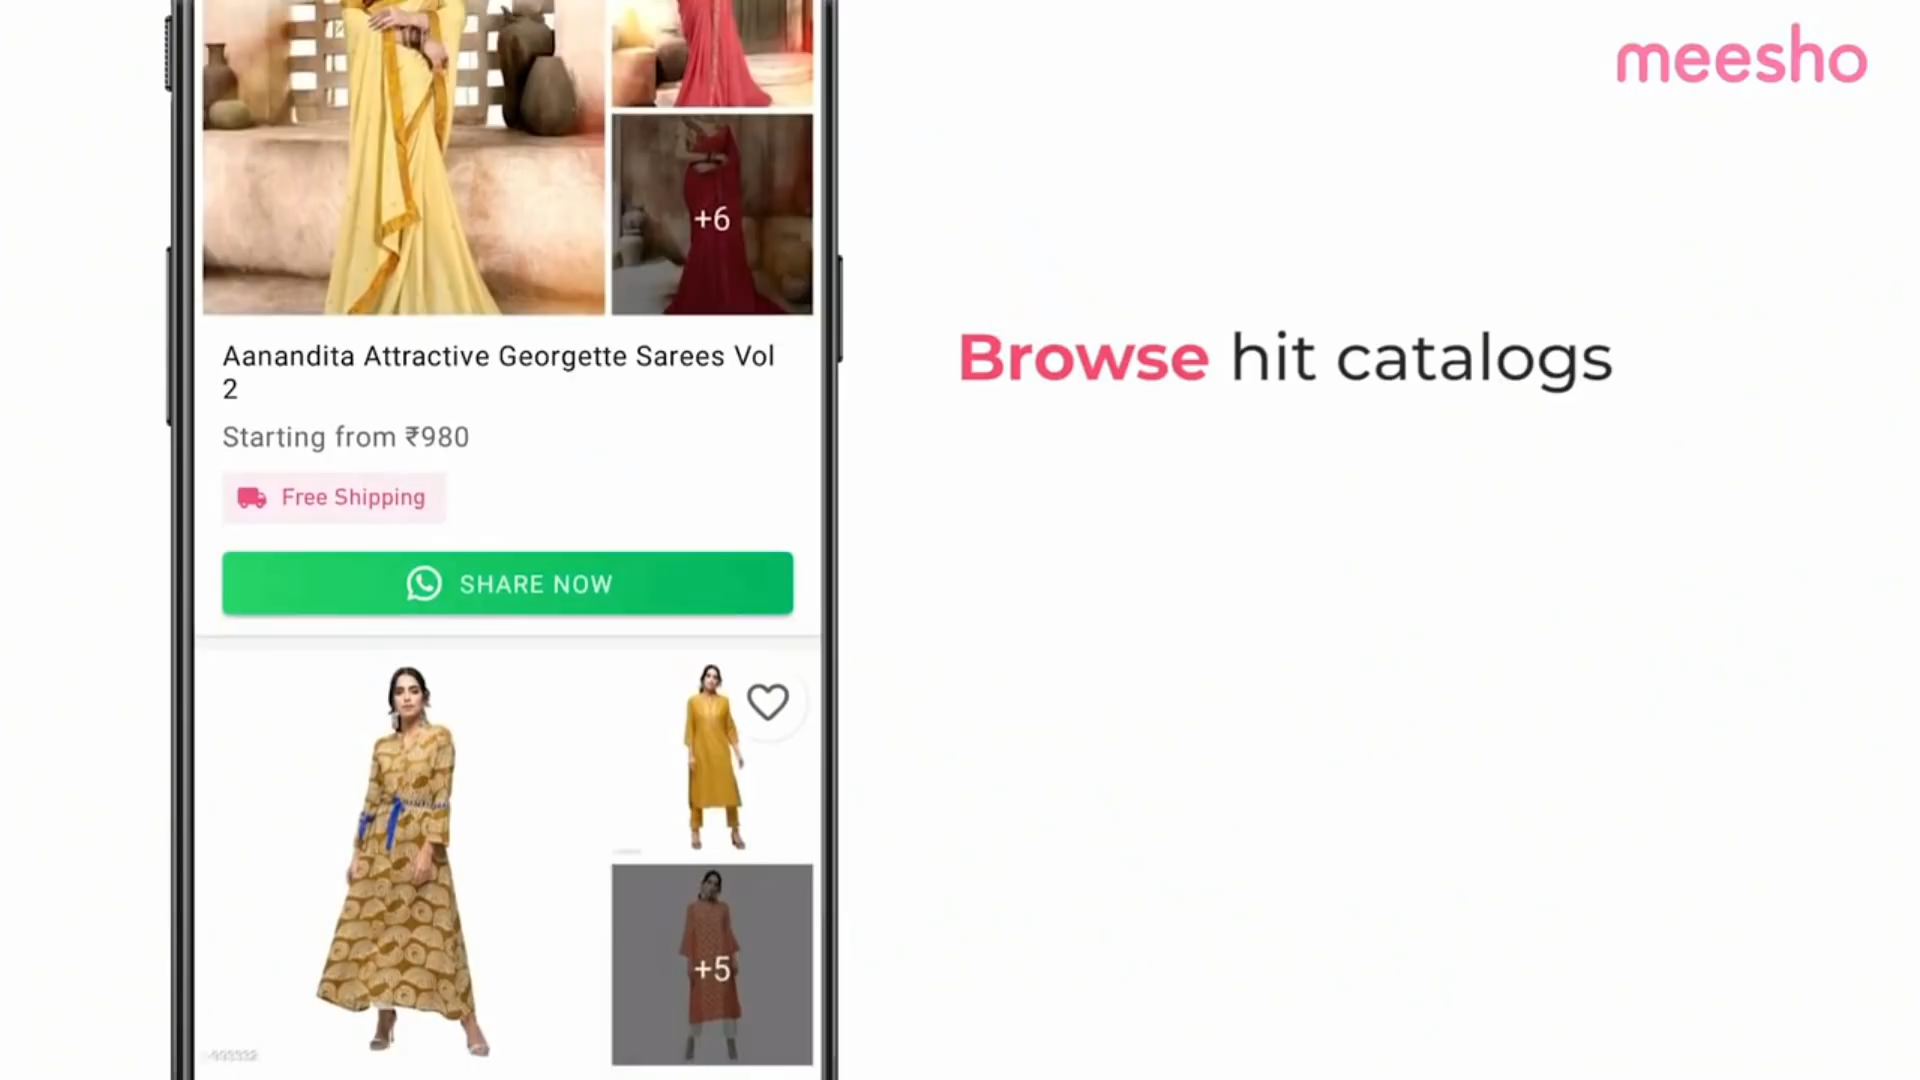 meesho
+6
Aanandita Attractive Georgette Sarees Vol
2
Starting from ₹980
Free Shipping
SHARE NOW
+5
Browse hit catalogs